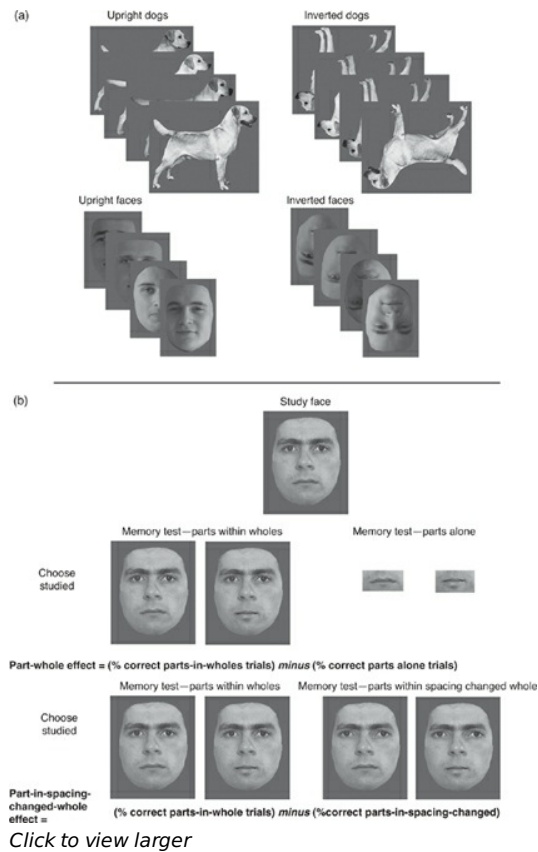 (a)
Upright dogs
Inverted dogs
Upright faces
Inverted faces
(b)
Study face
Memory test—parts within wholes
Memory test—parts alone
Choose
studied
Part-whole effect = (% correct parts-in-wholes trials) minus (% correct parts alone trials)
Memory test—parts within wholes
Memory test—parts within spacing changed whole
Choose
studied
Part-in-spacing-
changed-whole
effect =
(% correct parts-in-whole trials) minus (%correct parts-in-spacing-changed)
Click to view larger